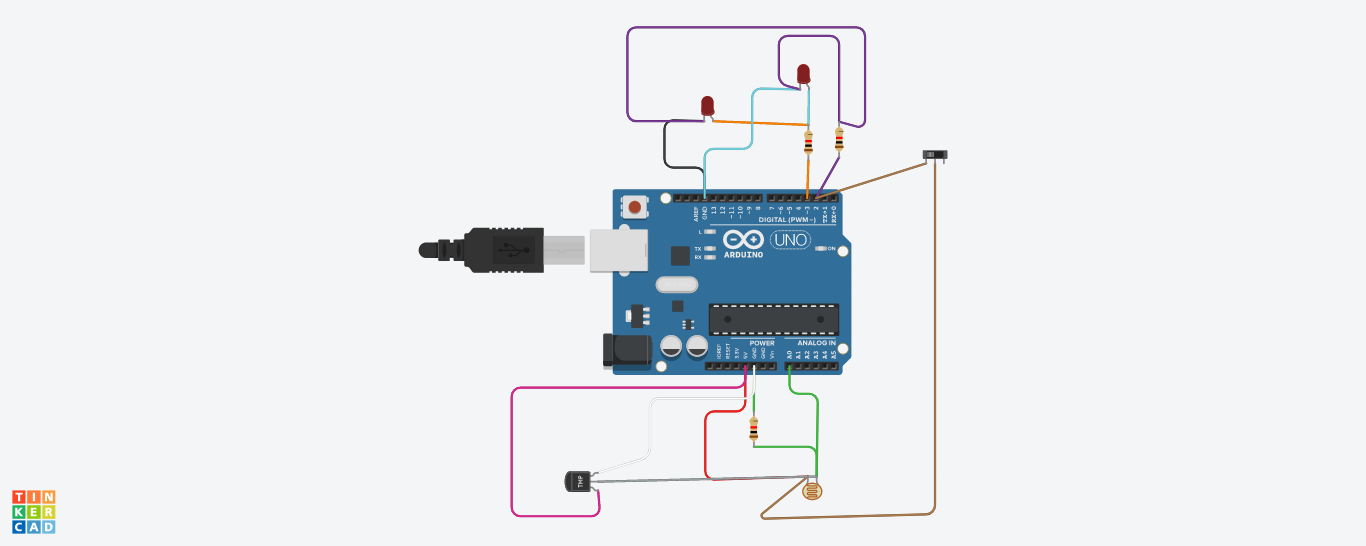 AREF
GND
13
12
~11
~10
~9
8
7
~6
~5
4
~3
2
TX→1
RX←0
DIGITAL (PWM~)
L
TX
RX
UNO
ON
ARDUINO
POWER
ANALOG IN
IOREF
RESET
3.3V
5V
GND
GND
Vin
A0
A1
A2
A3
A4
A5
TMP
TIN
KER
CAD